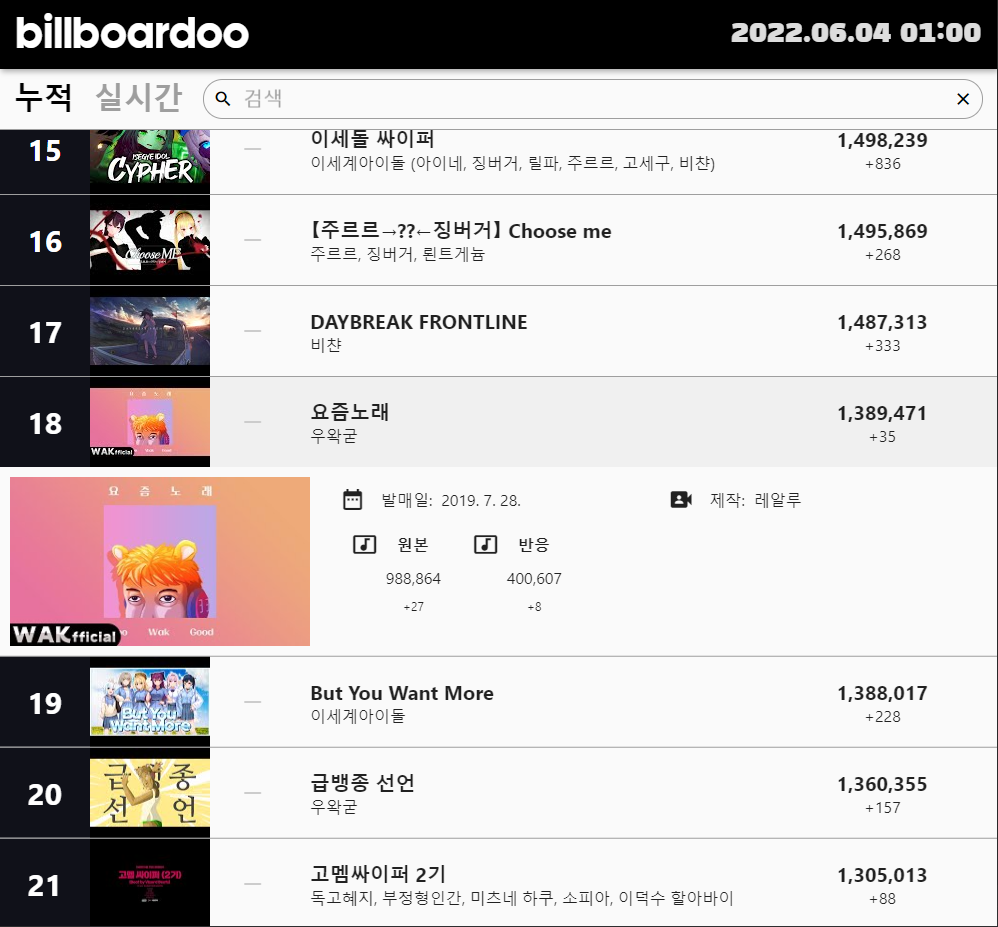 billboardoo
2022.06.04 01:00
누적 실시간 검색
15
ISEGYE IDOL
CYPHER
—
이세돌 싸이퍼
이세계아이돌 (아이네, 징버거, 릴파, 주르르, 고세구, 비챤)
1,498,239
+836
16
Choose ME
—
【주르르→??←징버거】 Choose me
주르르, 징버거, 뢴트게늄
1,495,869
+268
17
—
DAYBREAK FRONTLINE
비챤
1,487,313
+333
18
요 즘 노 래
WAKfficial
Wak Good
—
요즘노래
우왁굳
1,389,471
+35
요 즘 노 래
WAKfficial
Wak Good
발매일: 2019. 7. 28.
제작: 레알루
원본 반응
988,864 400,607
+27 +8
19
But You
Want More
—
But You Want More
이세계아이돌
1,388,017
+228
20
급 종
선 언
—
급뱅종 선언
우왁굳
1,360,355
+157
21
고멤 싸이퍼 (2기)
—
고멤싸이퍼 2기
독고혜지, 부정형인간, 미츠네 하쿠, 소피아, 이덕수 할아바이
1,305,013
+88